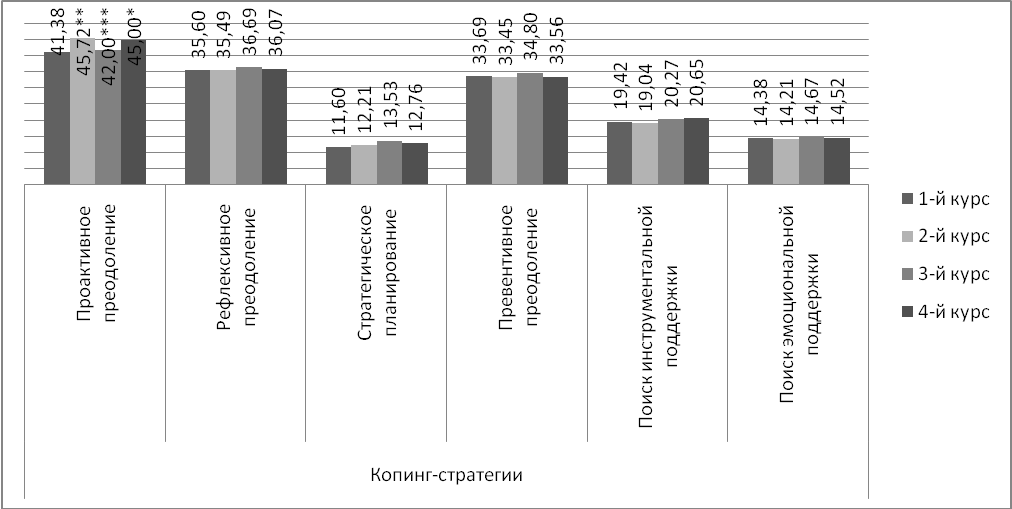 41,38
45,72**
42,00***
45,00*
35,60
35,49
36,69
36,07
11,60
12,21
13,53
12,76
33,69
33,45
34,80
33,56
19,42
19,04
20,27
20,65
14,38
14,21
14,67
14,52
Проактивное
преодоление
Рефлексивное
преодоление
Стратегическое
планирование
Превентивное
преодоление
Поиск инструментальной
поддержки
Поиск эмоциональной
поддержки
Копинг-стратегии
1-й курс
2-й курс
3-й курс
4-й курс